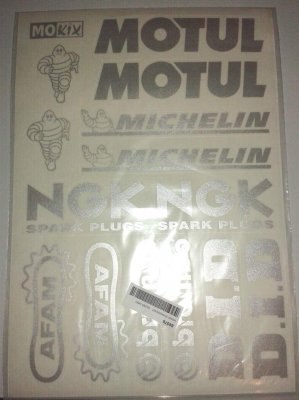 MOKIX
MOTUL
MOTUL
MICHELIN
MICHELIN
NGK NGK
SPARK PLUGS SPARK PLUGS
AFAM
AFAM
D.I.D
D.I.D